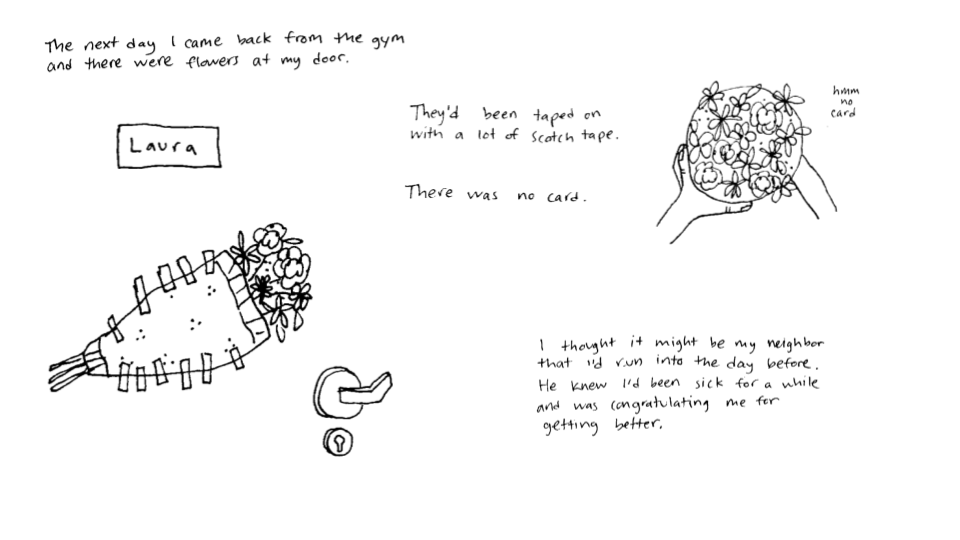 The next day I came back from the gym
and there were flowers at my door.
Laura
They'd been taped on
with a lot of scotch tape.
There was no card.
hmm
no
card
I thought it might be my neighbor
that I'd run into the day before.
He knew I'd been sick for a while
and was congratulating me for
getting better.